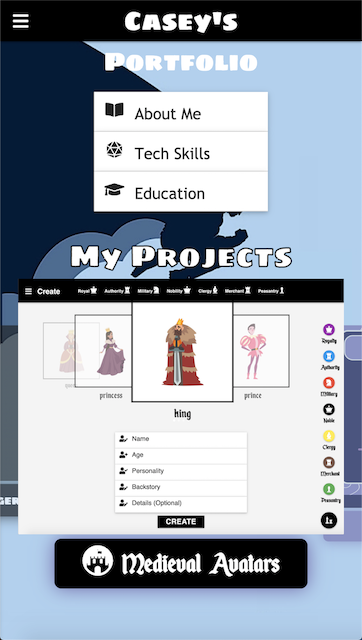 Casey's
Portfolio
About Me
Tech Skills
Education
My Projects
Create Royal Authority Military Nobility Clergy Merchant Peasantry
princess
king
prince
Name
Age
Personality
Backstory
Details (Optional)
CREATE
Royalty
Authority
Military
Noble
Clergy
Merchant
Peasantry
1x
Medieval Avatars